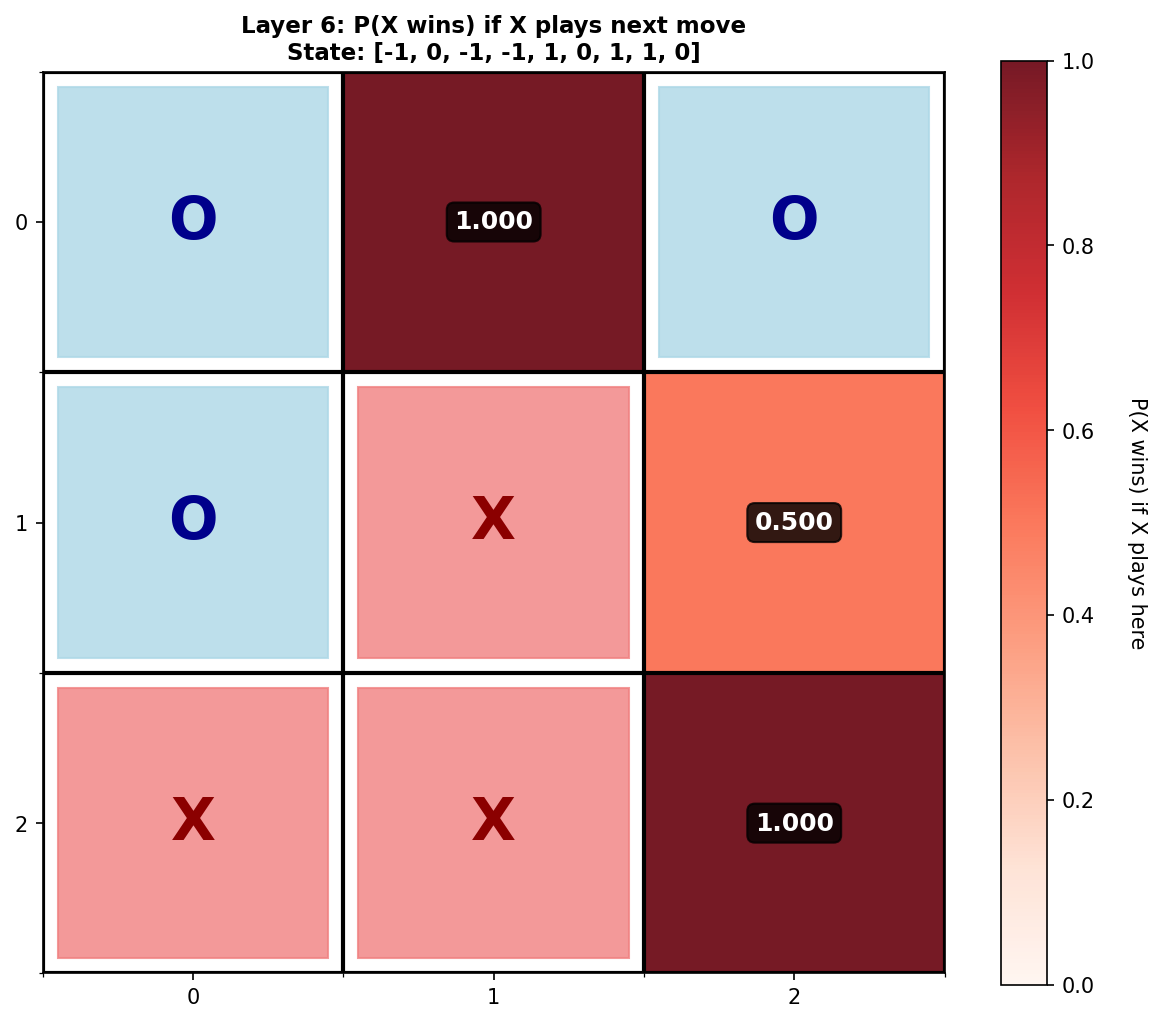 Layer 6: P(X wins) if X plays next move
State: [-1, 0, -1, -1, 1, 0, 1, 1, 0]
0
O
1.000
O
1
O
X
0.500
2
X
X
1.000
0
1
2
1.0
0.8
0.6
0.4
0.2
0.0
P(X wins) if X plays here